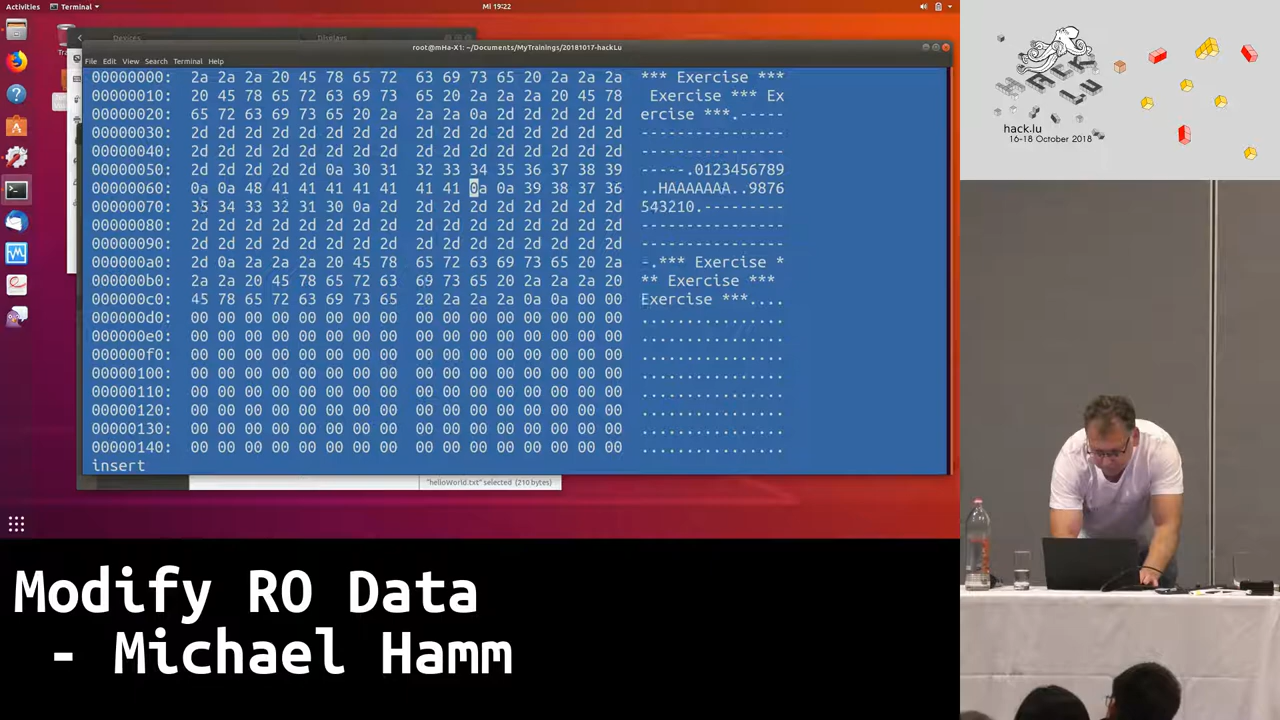 Activities
Terminal
Mi 19:22
Devices
Displays
root@mHa-X1: ~/Documents/MyTrainings/20181017-hackLu
File Edit View Search Terminal Help
00000000: 2a 2a 2a 20 45 78 65 72 63 69 73 65 20 2a 2a 2a *** Exercise ***
00000010: 20 45 78 65 72 63 69 73 65 20 2a 2a 2a 20 45 78 Exercise *** Ex
00000020: 65 72 63 69 73 65 20 2a 2a 2a 0a 2d 2d 2d 2d 2d ercise ***.-----
00000030: 2d 2d 2d 2d 2d 2d 2d 2d 2d 2d 2d 2d 2d 2d 2d 2d ----------------
00000040: 2d 2d 2d 2d 2d 2d 2d 2d 2d 2d 2d 2d 2d 2d 2d 2d ----------------
00000050: 2d 2d 2d 2d 2d 0a 30 31 32 33 34 35 36 37 38 39 -----.0123456789
00000060: 0a 0a 48 41 41 41 41 41 41 41 0a 0a 39 38 37 36 ..HAAAAAAA..9876
00000070: 35 34 33 32 31 30 0a 2d 2d 2d 2d 2d 2d 2d 2d 2d 543210.---------
00000080: 2d 2d 2d 2d 2d 2d 2d 2d 2d 2d 2d 2d 2d 2d 2d 2d ----------------
00000090: 2d 2d 2d 2d 2d 2d 2d 2d 2d 2d 2d 2d 2d 2d 2d 2d ----------------
000000a0: 2d 0a 2a 2a 2a 20 45 78 65 72 63 69 73 65 20 2a -.*** Exercise *
000000b0: 2a 2a 20 45 78 65 72 63 69 73 65 20 2a 2a 2a 20 ** Exercise ***
000000c0: 45 78 65 72 63 69 73 65 20 2a 2a 2a 0a 0a 00 00 Exercise ***....
000000d0: 00 00 00 00 00 00 00 00 00 00 00 00 00 00 00 00 ................
000000e0: 00 00 00 00 00 00 00 00 00 00 00 00 00 00 00 00 ................
000000f0: 00 00 00 00 00 00 00 00 00 00 00 00 00 00 00 00 ................
00000100: 00 00 00 00 00 00 00 00 00 00 00 00 00 00 00 00 ................
00000110: 00 00 00 00 00 00 00 00 00 00 00 00 00 00 00 00 ................
00000120: 00 00 00 00 00 00 00 00 00 00 00 00 00 00 00 00 ................
00000130: 00 00 00 00 00 00 00 00 00 00 00 00 00 00 00 00 ................
00000140: 00 00 00 00 00 00 00 00 00 00 00 00 00 00 00 00 ................
insert
"helloWorld.txt" selected (210 bytes)
HACK
LU
hack.lu
16-18 October 2018
Modify RO Data
- Michael Hamm